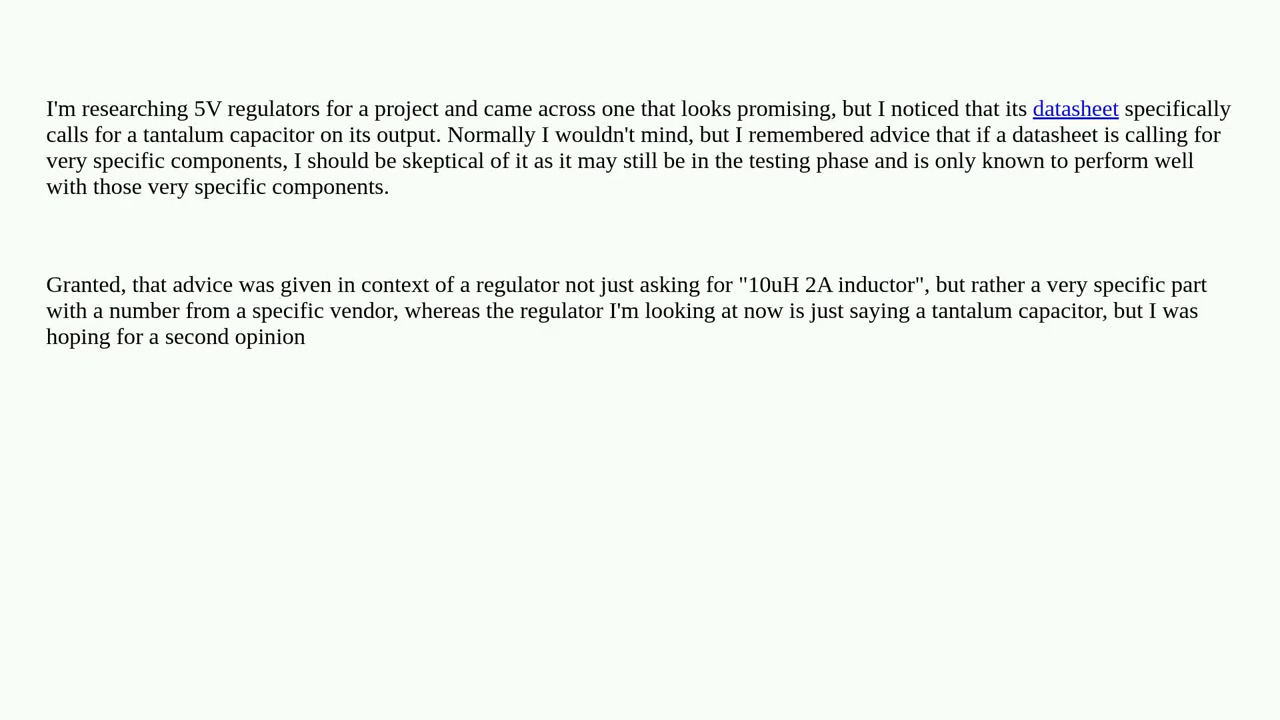 I'm researching 5V regulators for a project and came across one that looks promising, but I noticed that its datasheet specifically
calls for a tantalum capacitor on its output. Normally I wouldn't mind, but I remembered advice that if a datasheet is calling for
very specific components, I should be skeptical of it as it may still be in the testing phase and is only known to perform well
with those very specific components.
Granted, that advice was given in context of a regulator not just asking for "10uH 2A inductor", but rather a very specific part
with a number from a specific vendor, whereas the regulator I'm looking at now is just saying a tantalum capacitor, but I was
hoping for a second opinion